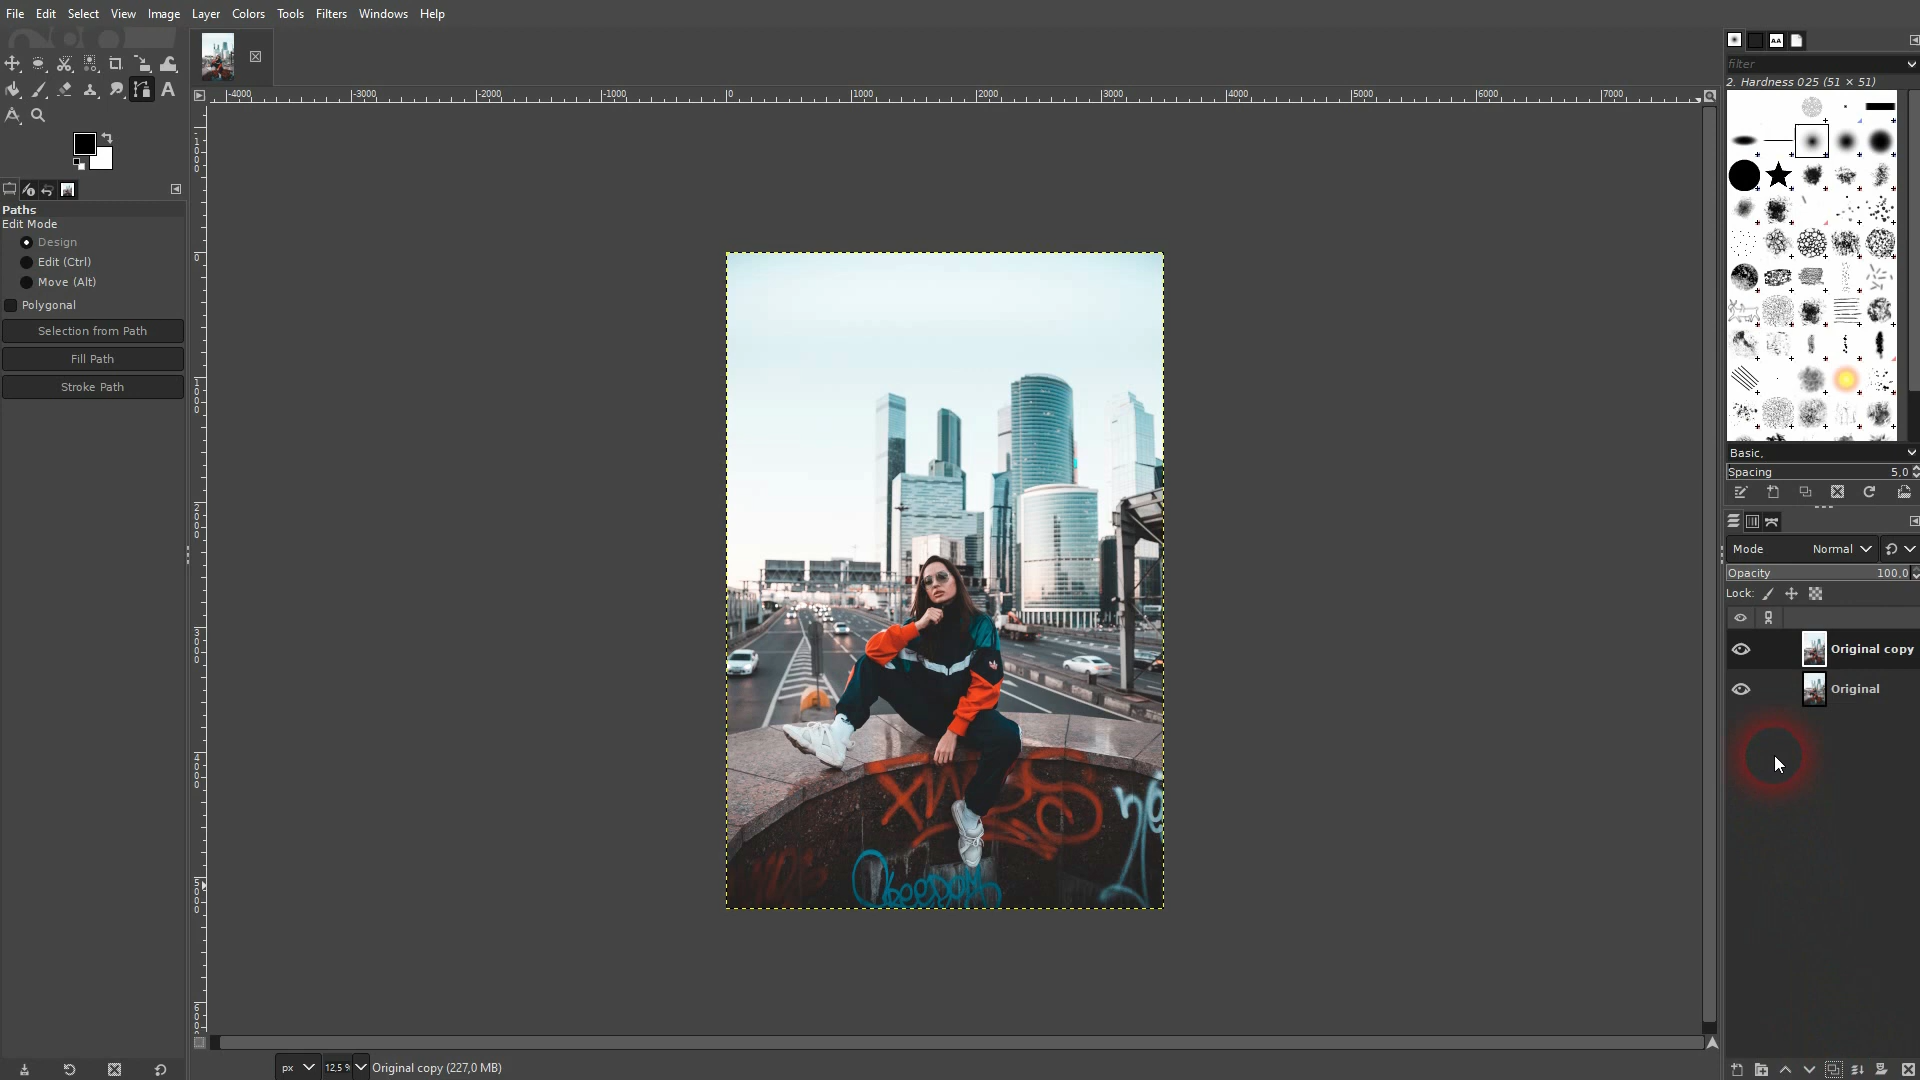 File Edit Select View Image Layer Colors Tools Filters Windows Help
filter
2. Hardness 025 (51 × 51)
-4000 -3000 -2000 -1000 0 1000 2000 3000 4000 5000 6000 7000
Paths
Edit Mode
Design
Edit (Ctrl)
Move (Alt)
Polygonal
Selection from Path
Fill Path
Stroke Path
Basic,
Spacing 5,0
Mode Normal
Opacity 100,0
Lock:
Original copy
Original
px 12,5 % Original copy (227,0 MB)